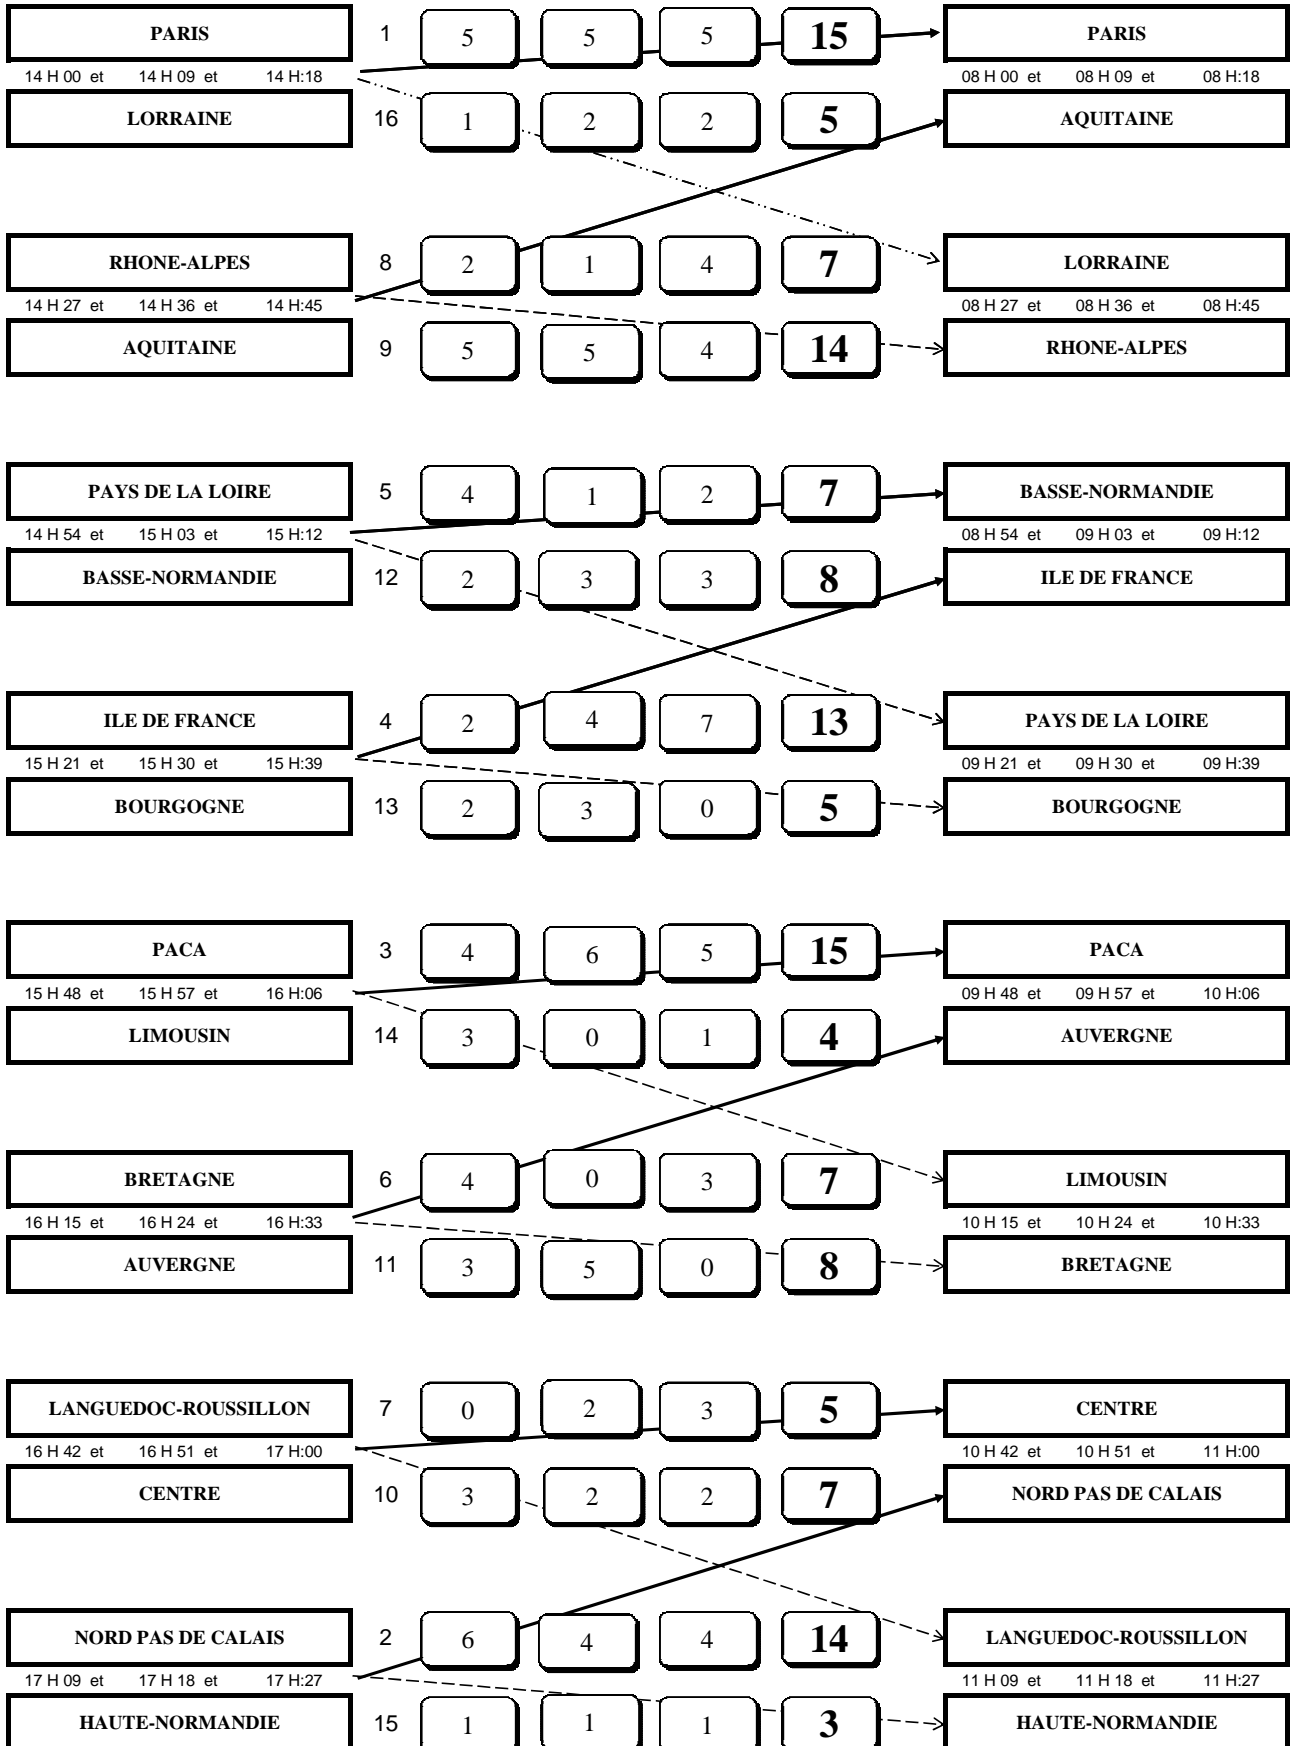 PARIS 1 5 5 5 15 PARIS
14 H 00 et 14 H 09 et 14 H:18 08 H 00 et 08 H 09 et 08 H:18
LORRAINE 16 1 2 2 5 AQUITAINE
RHONE-ALPES 8 2 1 4 7 LORRAINE
14 H 27 et 14 H 36 et 14 H:45 08 H 27 et 08 H 36 et 08 H:45
AQUITAINE 9 5 5 4 14 RHONE-ALPES
PAYS DE LA LOIRE 5 4 1 2 7 BASSE-NORMANDIE
14 H 54 et 15 H 03 et 15 H:12 08 H 54 et 09 H 03 et 09 H:12
BASSE-NORMANDIE 12 2 3 3 8 ILE DE FRANCE
ILE DE FRANCE 4 2 4 7 13 PAYS DE LA LOIRE
15 H 21 et 15 H 30 et 15 H:39 09 H 21 et 09 H 30 et 09 H:39
BOURGOGNE 13 2 3 0 5 BOURGOGNE
PACA 3 4 6 5 15 PACA
15 H 48 et 15 H 57 et 16 H:06 09 H 48 et 09 H 57 et 10 H:06
LIMOUSIN 14 3 0 1 4 AUVERGNE
BRETAGNE 6 4 0 3 7 LIMOUSIN
16 H 15 et 16 H 24 et 16 H:33 10 H 15 et 10 H 24 et 10 H:33
AUVERGNE 11 3 5 0 8 BRETAGNE
LANGUEDOC-ROUSSILLON 7 0 2 3 5 CENTRE
16 H 42 et 16 H 51 et 17 H:00 10 H 42 et 10 H 51 et 11 H:00
CENTRE 10 3 2 2 7 NORD PAS DE CALAIS
NORD PAS DE CALAIS 2 6 4 4 14 LANGUEDOC-ROUSSILLON
17 H 09 et 17 H 18 et 17 H:27 11 H 09 et 11 H 18 et 11 H:27
HAUTE-NORMANDIE 15 1 1 1 3 HAUTE-NORMANDIE